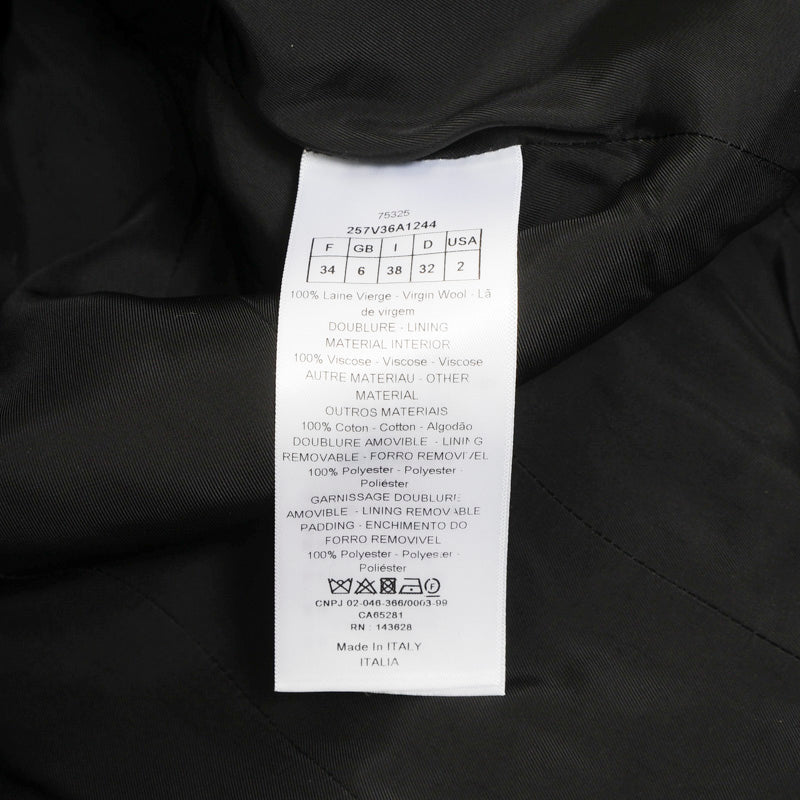 75325
257V36A1244
F GB I D USA
34 6 38 32 2
100% Laine Vierge - Virgin Wool - Lã
de virgem
DOUBLURE - LINING
MATERIAL INTERIOR
100% Viscose - Viscose - Viscose
AUTRE MATERIAU - OTHER
MATERIAL
OUTROS MATERIAIS
100% Coton - Cotton - Algodão
DOUBLURE AMOVIBLE - LINING
REMOVABLE - FORRO REMOVIVEL
100% Polyester - Polyester -
Poliéster
GARNISSAGE DOUBLURE
AMOVIBLE - LINING REMOVABLE
PADDING - ENCHIMENTO DO
FORRO REMOVIVEL
100% Polyester - Polyester -
Poliéster
F
CNPJ 02-046-366/0003-99
CA65281
RN : 143628
Made In ITALY
ITALIA